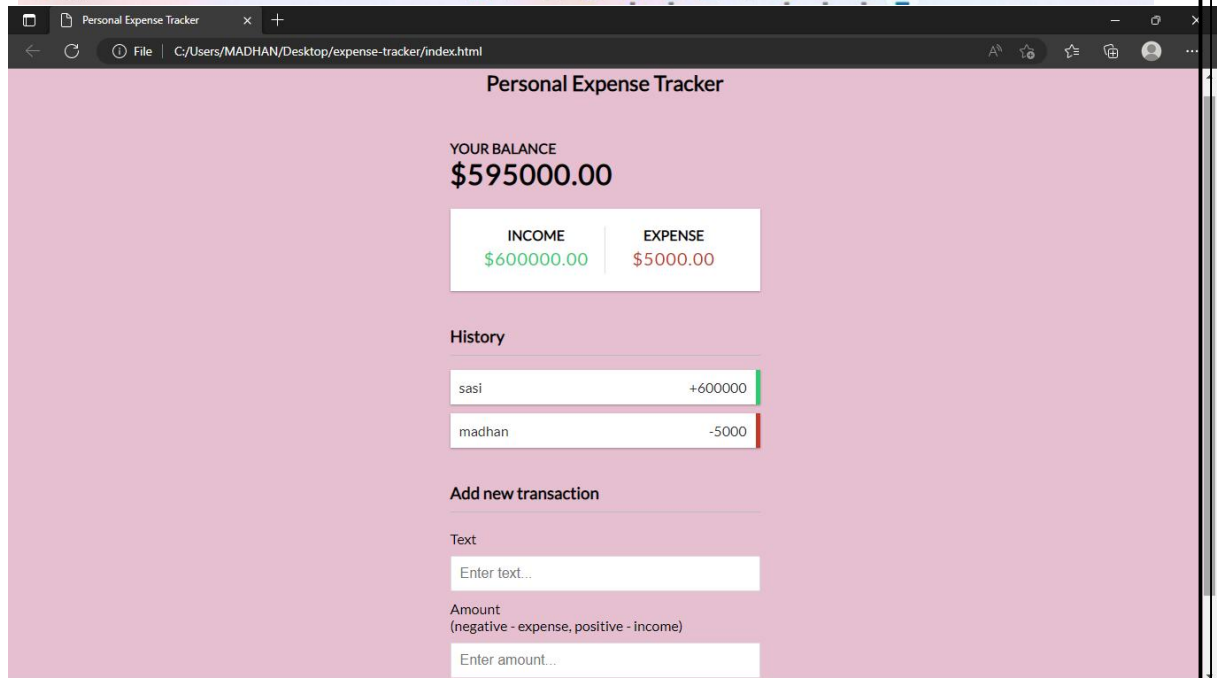 Personal Expense Tracker
File C:/Users/MADHAN/Desktop/expense-tracker/index.html
Personal Expense Tracker
YOUR BALANCE
$595000.00
INCOME EXPENSE
$600000.00 $5000.00
History
sasi +600000
madhan -5000
Add new transaction
Text
Enter text...
Amount
(negative - expense, positive - income)
Enter amount...